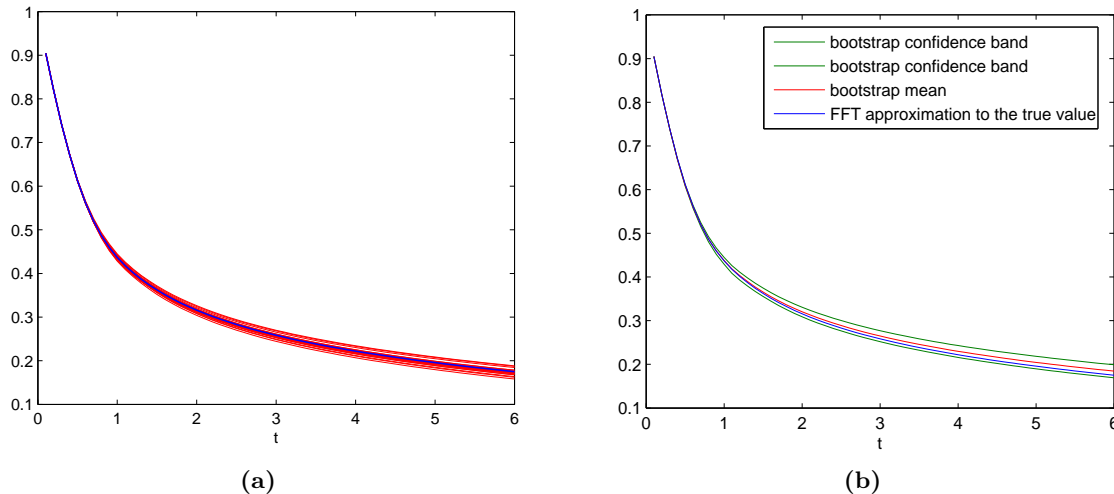 1
0.9
0.8
0.7
0.6
0.5
0.4
0.3
0.2
0.1
0 1 2 3 4 5 6
t
(a)
1
0.9
0.8
0.7
0.6
0.5
0.4
0.3
0.2
0.1
0 1 2 3 4 5 6
t
bootstrap confidence band
bootstrap confidence band
bootstrap mean
FFT approximation to the true value
(b)